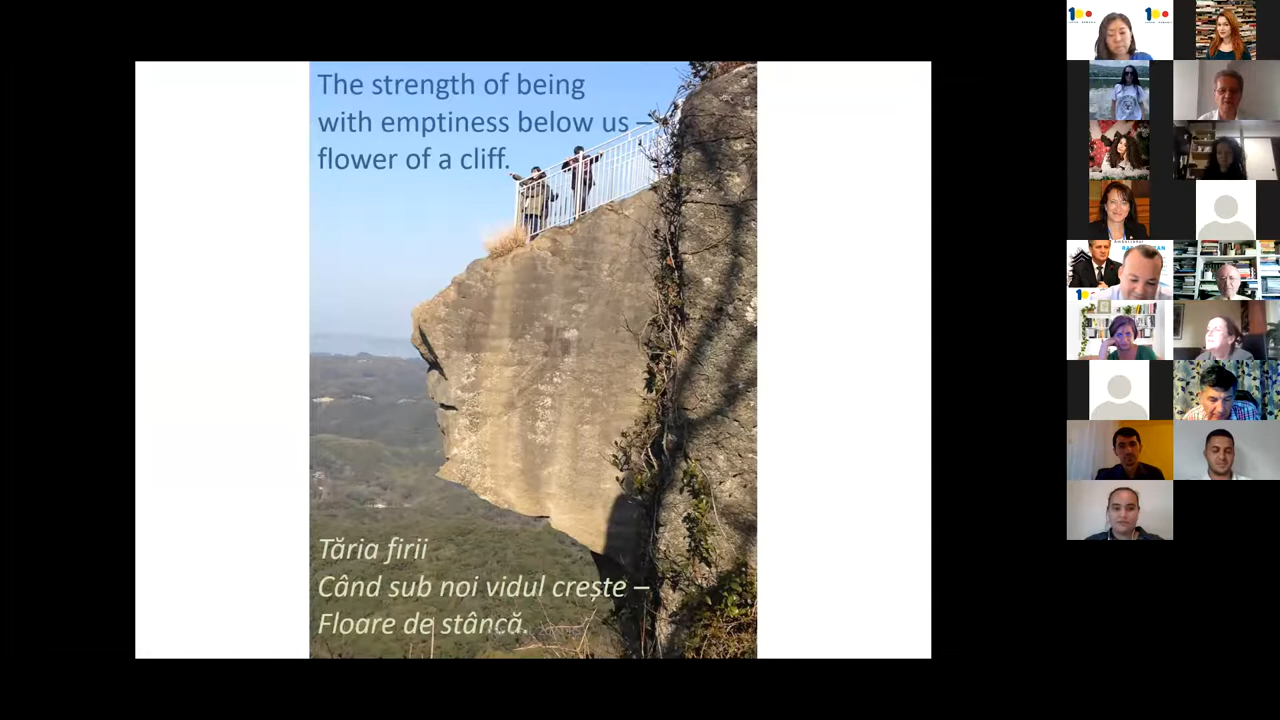 The strength of being
with emptiness below us –
flower of a cliff.
Tăria firii
Când sub noi vidul crește –
Floare de stâncă.